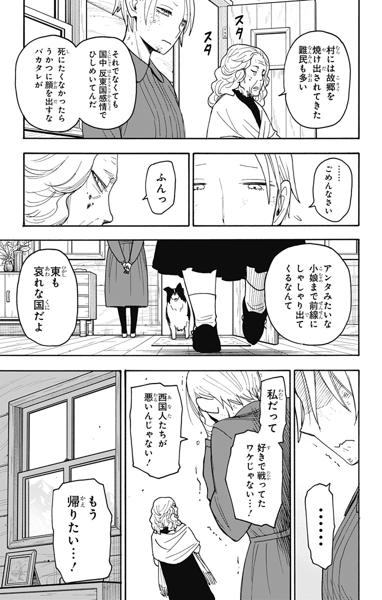 村には故郷を
焼け出されてきた
難民も多い
スタ
スタ
それでなくても
国中反東国感情で
ひしめいてんだ
死にたくなかったら
うかつに顔を出すな
バカタレが
……
ごめんなさい
ふんっ
アンタみたいな
小娘まで前線に
しゃしゃり出て
くるなんて
東も
哀れな国だよ
……
私だって
好きで戦ってた
ワケじゃない…!
西国人たちが
悪いんじゃない!
もう
帰りたい…!